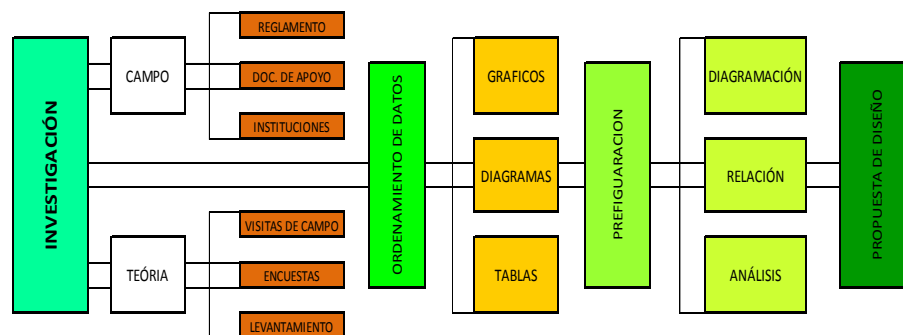 INVESTIGACIÓN
CAMPO
REGLAMENTO
DOC. DE APOYO
INSTITUCIONES
TEÓRIA
VISITAS DE CAMPO
ENCUESTAS
LEVANTAMIENTO
ORDENAMIENTO DE DATOS
GRAFICOS
DIAGRAMAS
TABLAS
PREFIGUARACION
DIAGRAMACIÓN
RELACIÓN
ANÁLISIS
PROPUESTA DE DISEÑO